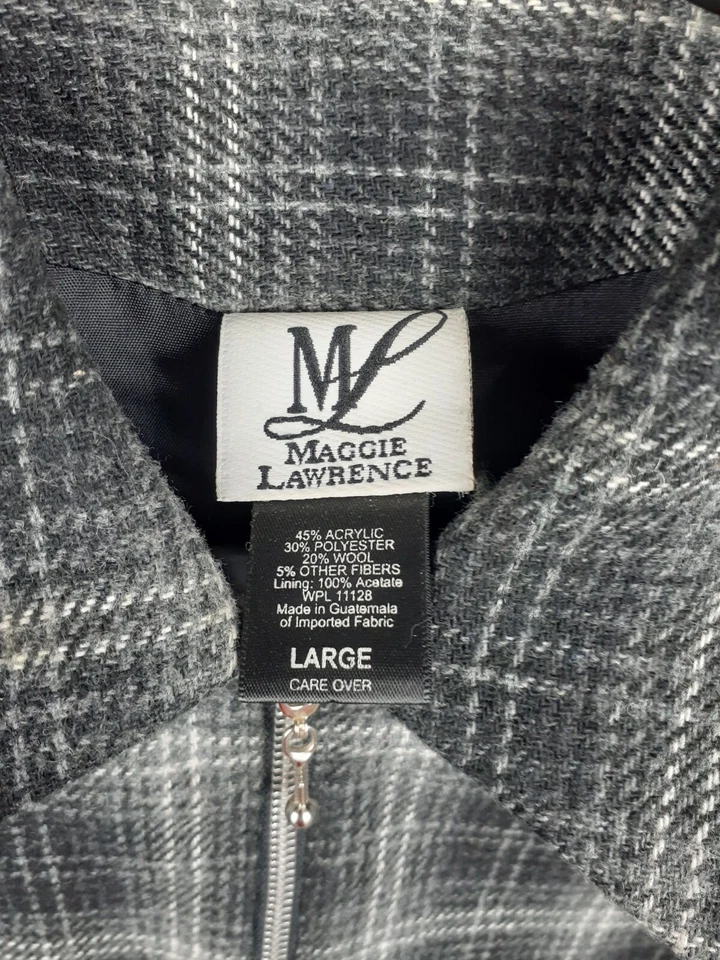 ML
MAGGIE
LAWRENCE
45% ACRYLIC
30% POLYESTER
20% WOOL
5% OTHER FIBERS
Lining: 100% Acetate
WPL 11128
Made in Guatemala
of Imported Fabric
LARGE
CARE OVER